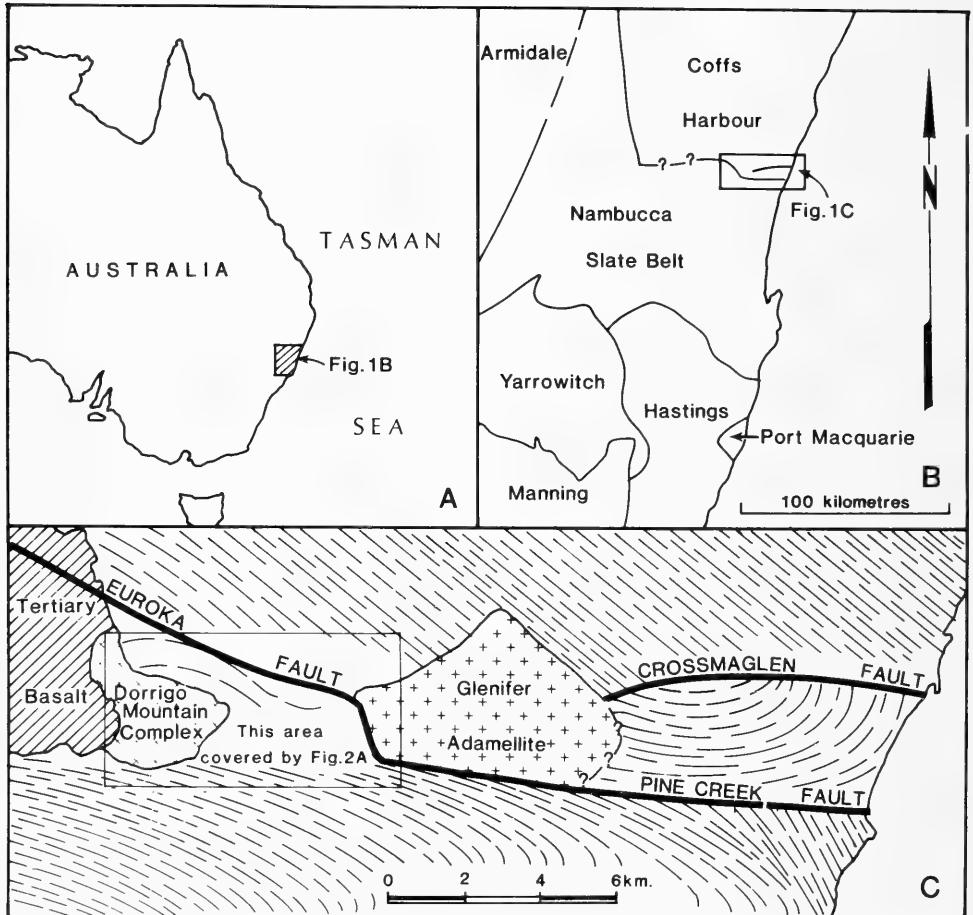 AUSTRALIA
TASMAN
SEA
Fig.1B
A
Armidale
Coffs
Harbour
?
?
Fig.1C
N
Nambucca
Slate Belt
Yarrowitch
Hastings
Port Macquarie
Manning
B
100 kilometres
Tertiary
Basalt
EUROKA
FAULT
Dorrigo
Mountain
Complex
This area
covered by Fig.2A
Glenifer
Adamellite
CROSSMAGLEN
FAULT
?
?
PINE CREEK
FAULT
0
2
4
6km.
C